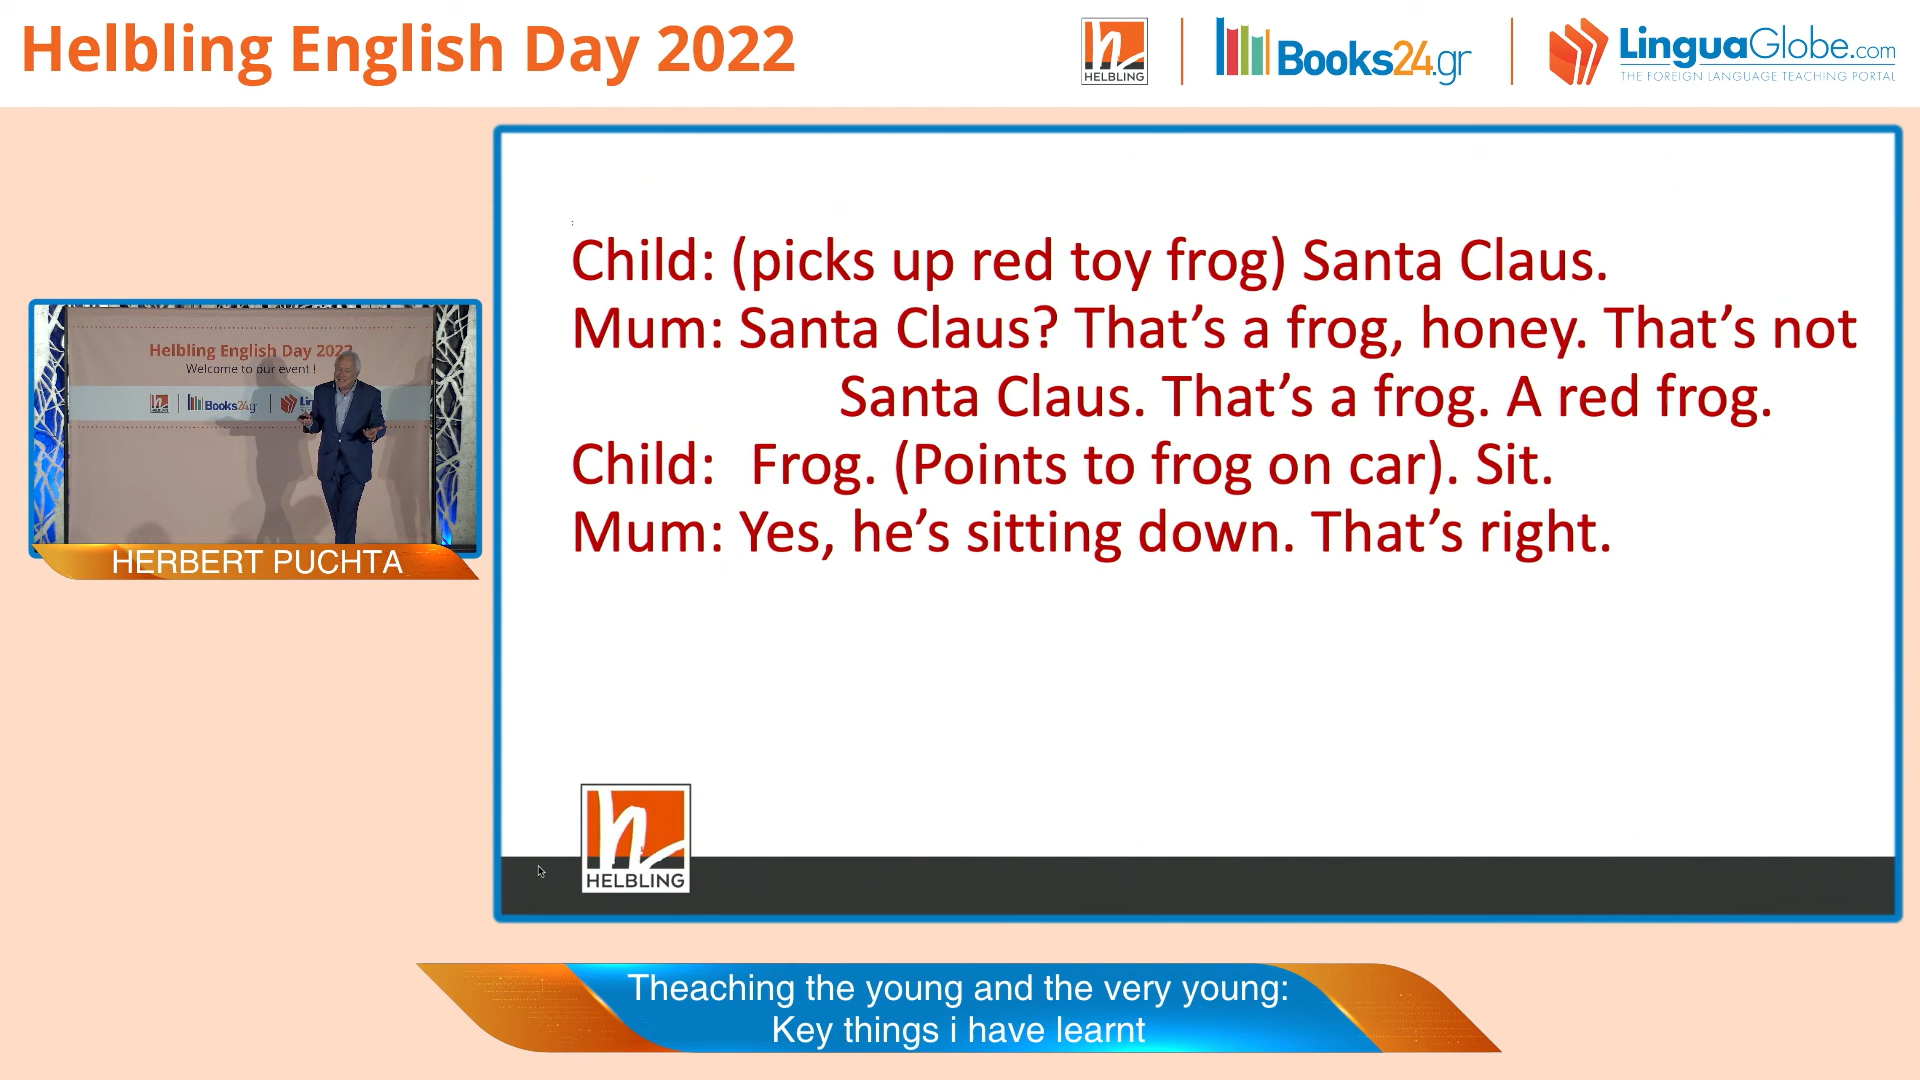 Helbling English Day 2022
HELBLING
Books24.gr
LinguaGlobe.com
THE FOREIGN LANGUAGE TEACHING PORTAL
:
Child: (picks up red toy frog) Santa Claus.
Mum: Santa Claus? That’s a frog, honey. That’s not
Santa Claus. That’s a frog. A red frog.
Child: Frog. (Points to frog on car). Sit.
Mum: Yes, he’s sitting down. That’s right.
Helbling English Day 2022
Welcome to our event !
Books24.gr
Lin
HERBERT PUCHTA
HELBLING
Theaching the young and the very young:
Key things i have learnt